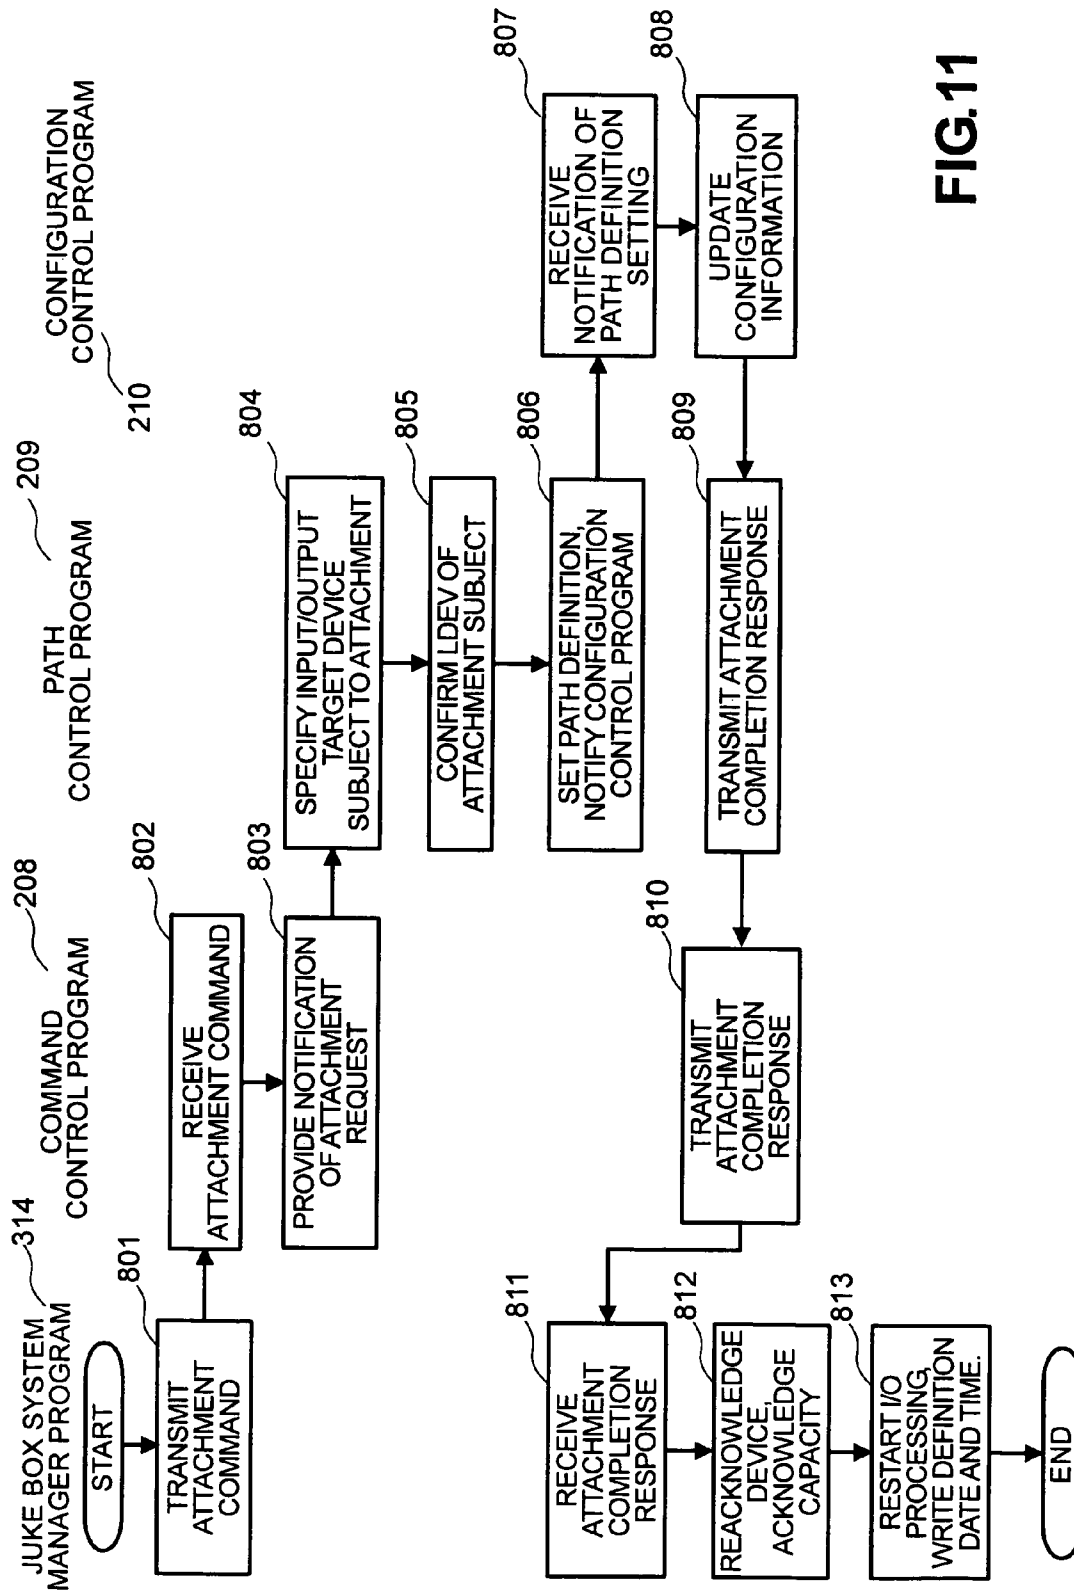 JUKE BOX SYSTEM
MANAGER PROGRAM
314
COMMAND
CONTROL PROGRAM
208
PATH
CONTROL PROGRAM
209
CONFIGURATION
CONTROL PROGRAM
210
START
801
TRANSMIT
ATTACHMENT
COMMAND
802
RECEIVE
ATTACHMENT COMMAND
803
PROVIDE NOTIFICATION
OF ATTACHMENT
REQUEST
804
SPECIFY INPUT/OUTPUT
TARGET DEVICE
SUBJECT TO ATTACHMENT
805
CONFIRM LDEV OF
ATTACHMENT SUBJECT
806
SET PATH DEFINITION,
NOTIFY CONFIGURATION
CONTROL PROGRAM
807
RECEIVE
NOTIFICATION OF
PATH DEFINITION
SETTING
808
UPDATE
CONFIGURATION
INFORMATION
809
TRANSMIT ATTACHMENT
COMPLETION RESPONSE
810
TRANSMIT
ATTACHMENT
COMPLETION
RESPONSE
811
RECEIVE
ATTACHMENT
COMPLETION
RESPONSE
812
REACKNOWLEDGE
DEVICE,
ACKNOWLEDGE
CAPACITY
813
RESTART I/O
PROCESSING,
WRITE DEFINITION
DATE AND TIME.
END
FIG.11